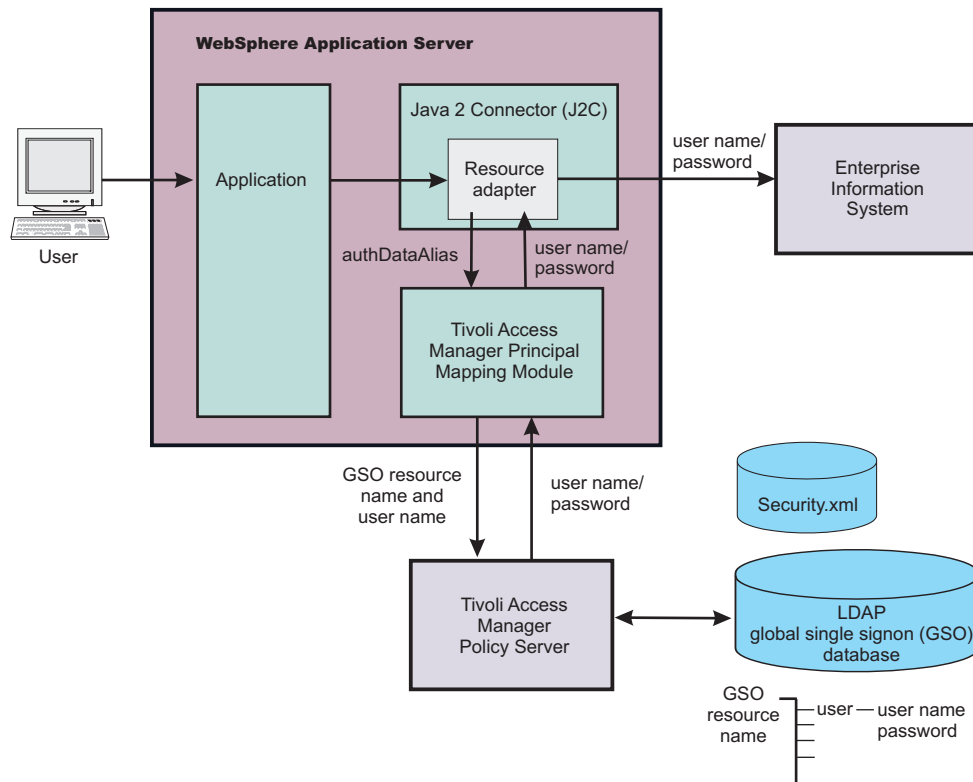 WebSphere Application Server
Java 2 Connector (J2C)
user name/
password
Application
Resource
adapter
Enterprise
Information
System
User
authDataAlias
user name/
password
Tivoli Access
Manager Principal
Mapping Module
GSO resource
name and
user name
user name/
password
Security.xml
Tivoli Access
Manager
Policy Server
LDAP
global single signon (GSO)
database
GSO
resource
name
user
user name
password